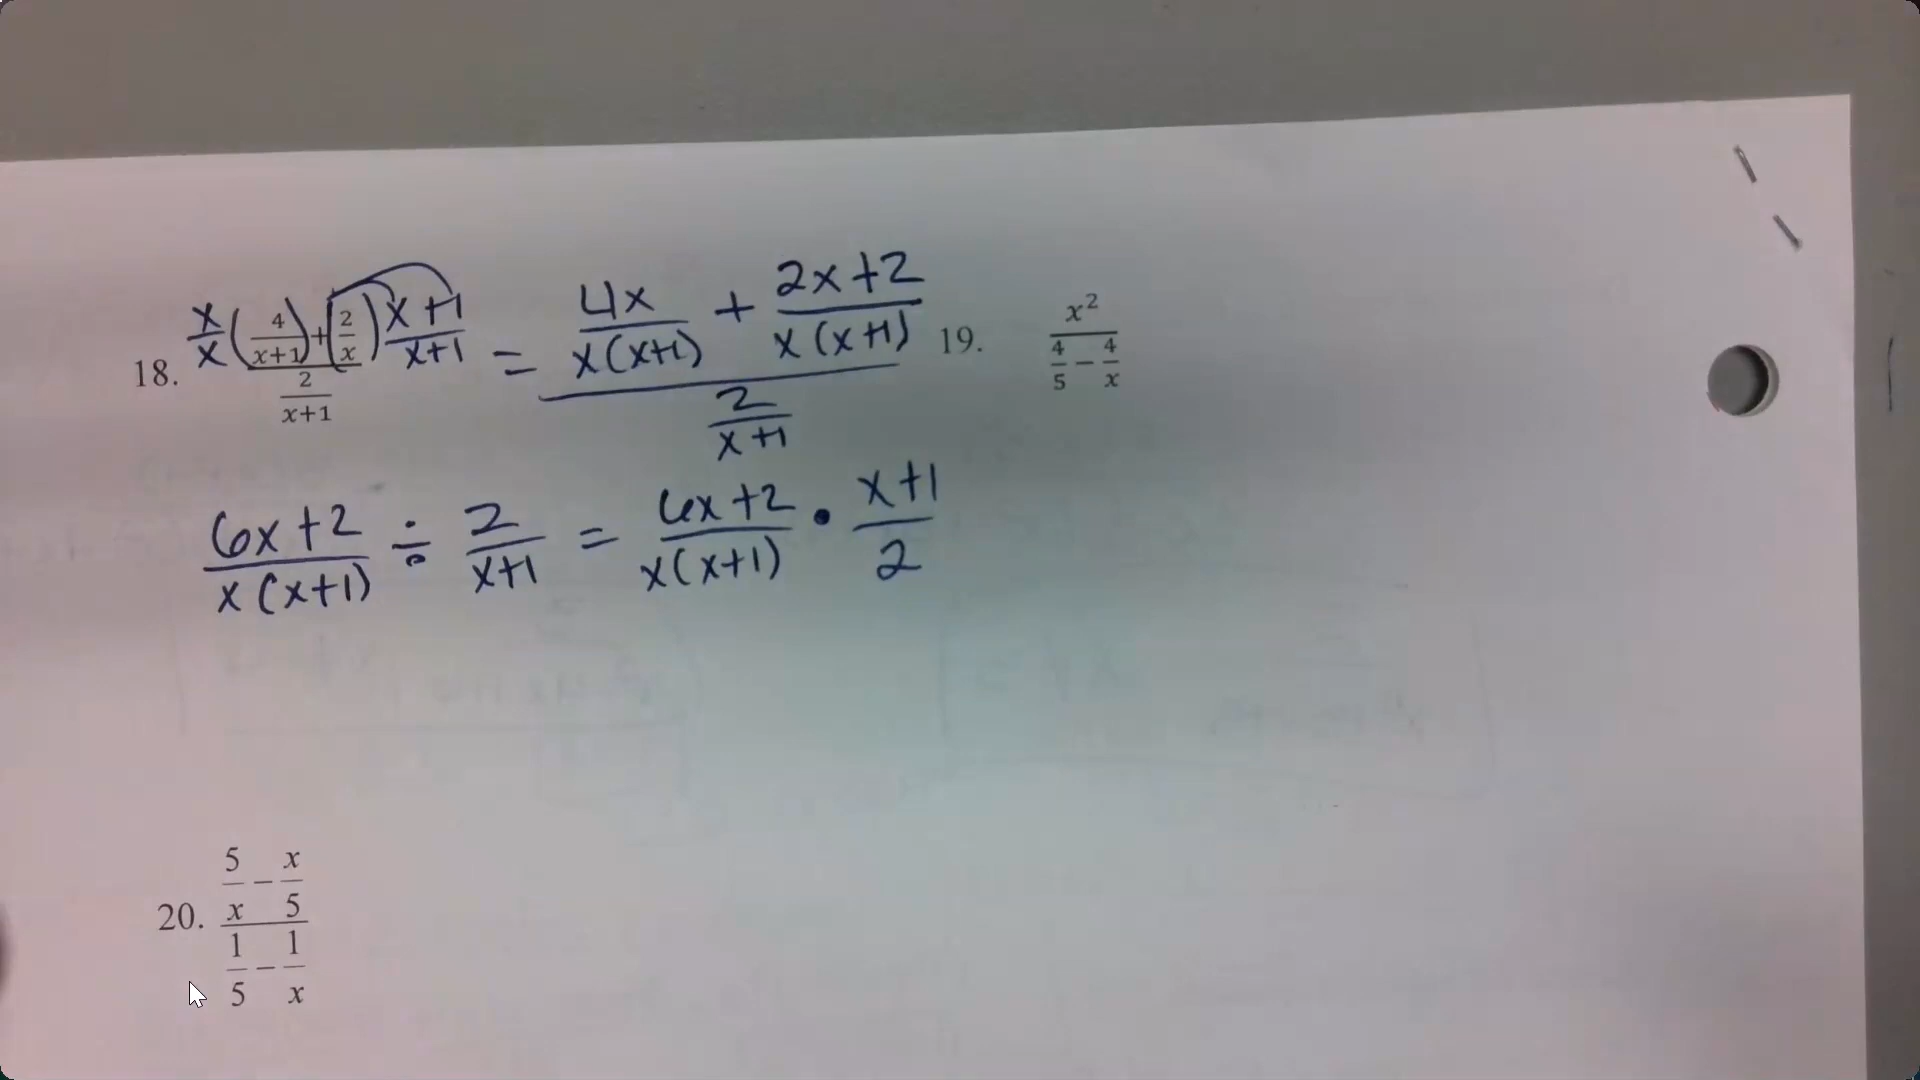 18. x/x (4/(x+1)) + (2/x) (x+1)/(x+1) / 2/(x+1) = 4x/(x(x+1)) + (2x+2)/(x(x+1)) / 2/(x+1)
19. x² / (4/5 − 4/x)
(6x+2)/(x(x+1)) ÷ 2/(x+1) = (6x+2)/(x(x+1)) • (x+1)/2
20. (5/x − x/5) / (1/5 − 1/x)